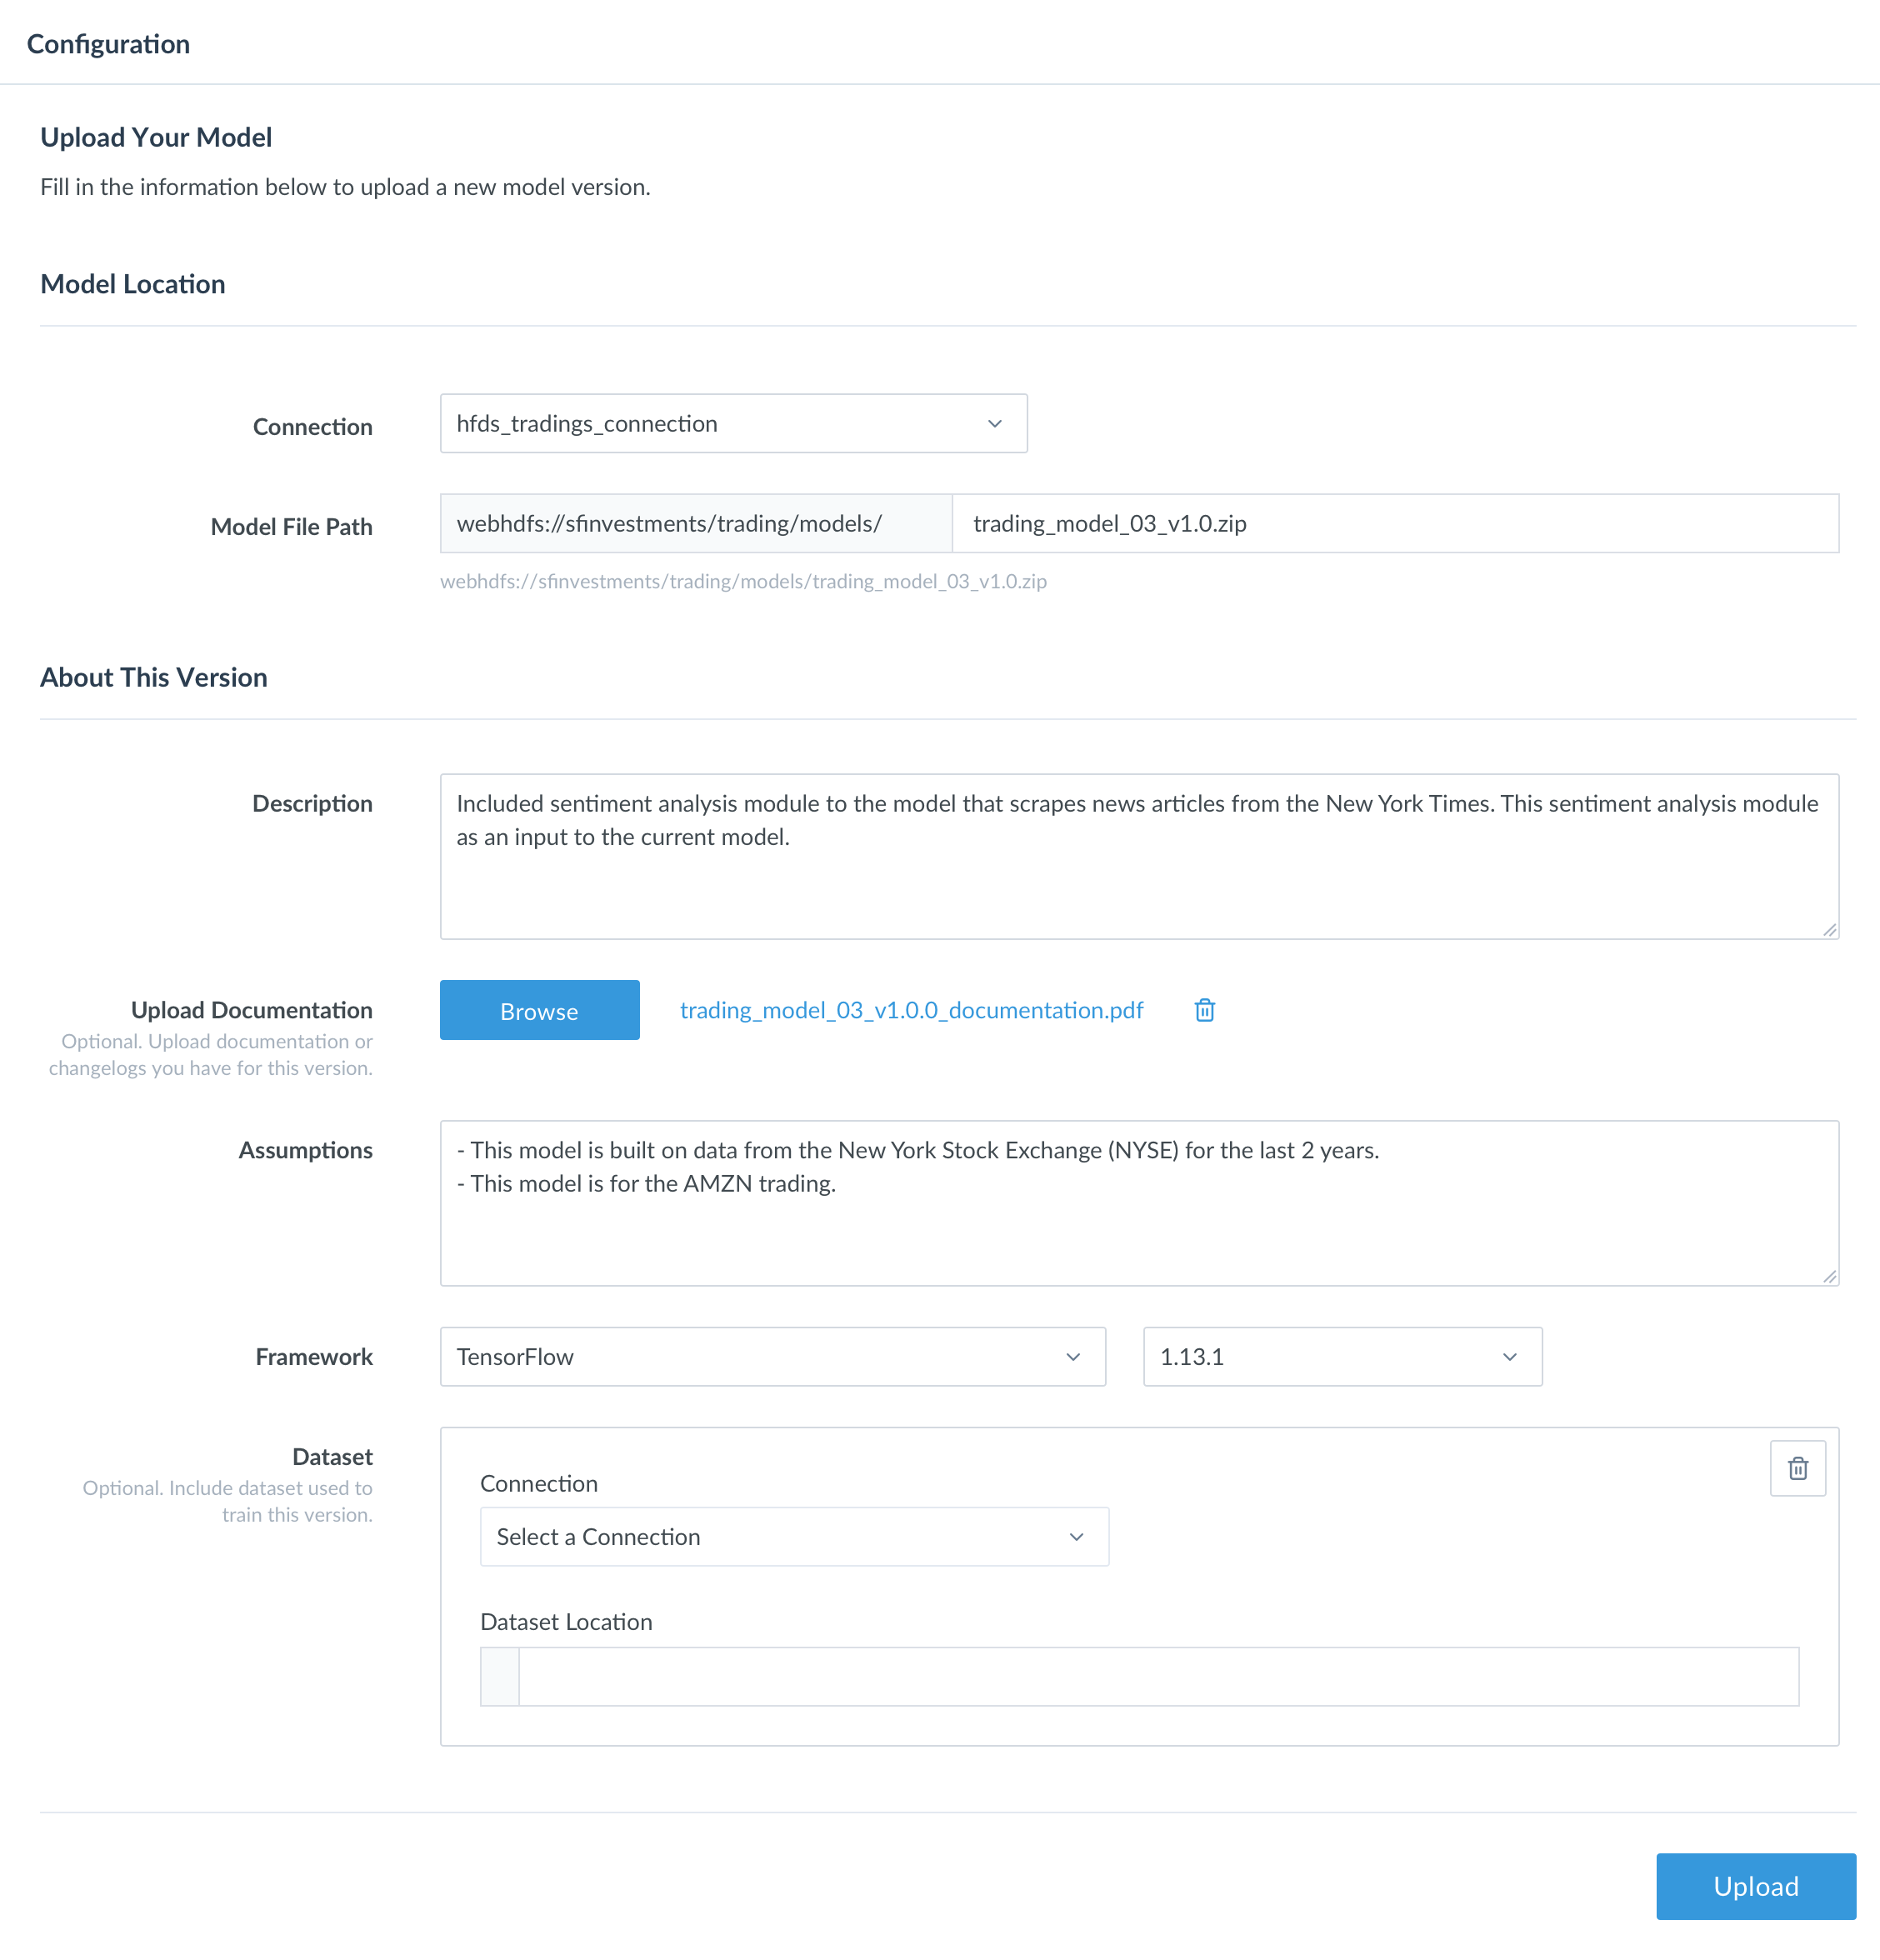 Configuration
Upload Your Model
Fill in the information below to upload a new model version.
Model Location
Connection
hfds_tradings_connection
Model File Path
webhdfs://sfinvestments/trading/models/
trading_model_03_v1.0.zip
webhdfs://sfinvestments/trading/models/trading_model_03_v1.0.zip
About This Version
Description
Included sentiment analysis module to the model that scrapes news articles from the New York Times. This sentiment analysis module
as an input to the current model.
Upload Documentation
Optional. Upload documentation or
changelogs you have for this version.
Browse
trading_model_03_v1.0.0_documentation.pdf
Assumptions
- This model is built on data from the New York Stock Exchange (NYSE) for the last 2 years.
- This model is for the AMZN trading.
Framework
TensorFlow
1.13.1
Dataset
Optional. Include dataset used to
train this version.
Connection
Select a Connection
Dataset Location
Upload